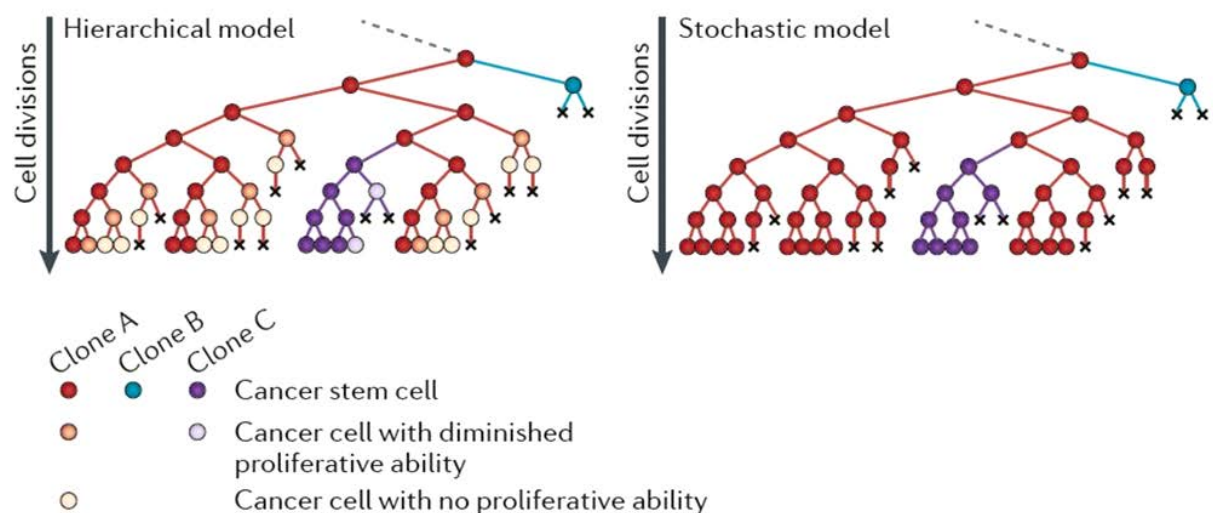 Hierarchical model
Cell divisions
Stochastic model
Cell divisions
Clone A
Clone B
Clone C
Cancer stem cell
Cancer cell with diminished
proliferative ability
Cancer cell with no proliferative ability